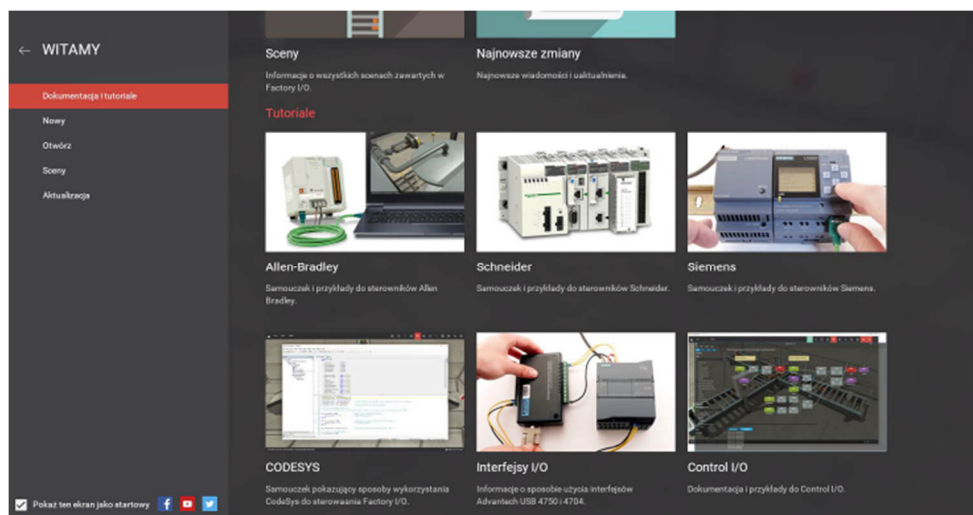 ← WITAMY
Dokumentacja i tutoriale
Nowy
Otwórz
Sceny
Aktualizacja
Pokaż ten ekran jako startowy
Sceny
Informacje o wszystkich scenach zawartych w
Factory I/O.
Najnowsze zmiany
Najnowsze wiadomości i uaktualnienia.
Tutoriale
Allen-Bradley
Samouczek i przykłady do sterowników Allen
Bradley.
Schneider
Samouczek i przykłady do sterowników Schneider.
Siemens
Samouczek i przykłady do sterowników Siemens.
CODESYS
Samouczek pokazujący sposoby wykorzystania
CodeSys do sterowaania Factory I/O.
Interfejsy I/O
Informacje o sposobie użycia interfejsów
Advantech USB 4750 i 4704.
Control I/O
Dokumentacja i przykłady do Control I/O.